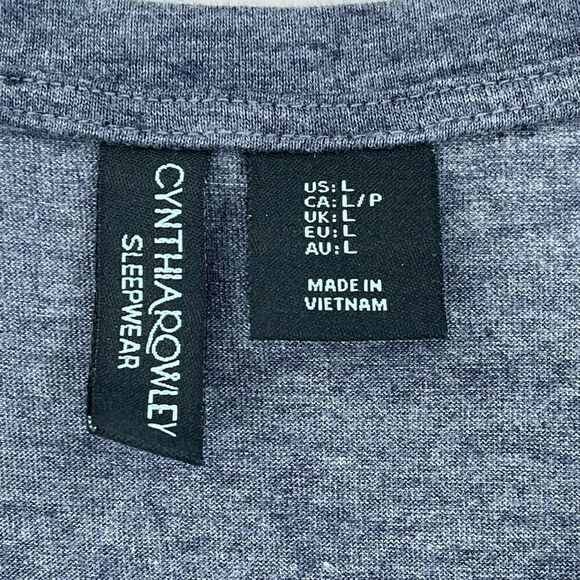 CYNTHIA ROWLEY
SLEEPWEAR
US: L
CA: L/P
UK: L
EU: L
AU: L
MADE IN
VIETNAM